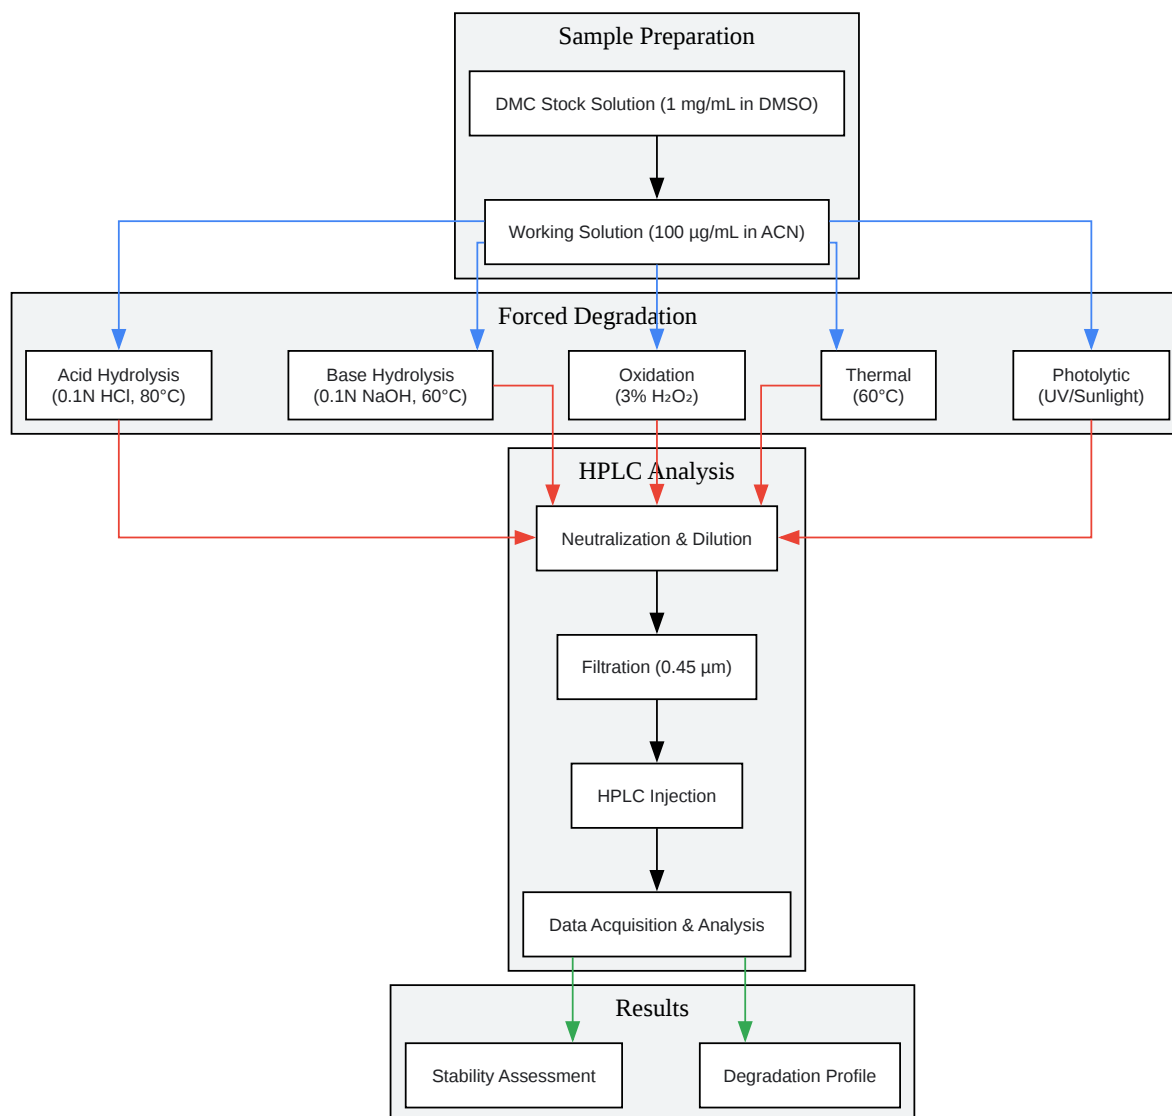 Sample Preparation
DMC Stock Solution (1 mg/mL in DMSO)
Working Solution (100 µg/mL in ACN)
Forced Degradation
Acid Hydrolysis
(0.1N HCl, 80°C)
Base Hydrolysis
(0.1N NaOH, 60°C)
Oxidation
(3% H₂O₂)
Thermal
(60°C)
Photolytic
(UV/Sunlight)
HPLC Analysis
Neutralization & Dilution
Filtration (0.45 µm)
HPLC Injection
Data Acquisition & Analysis
Results
Stability Assessment
Degradation Profile